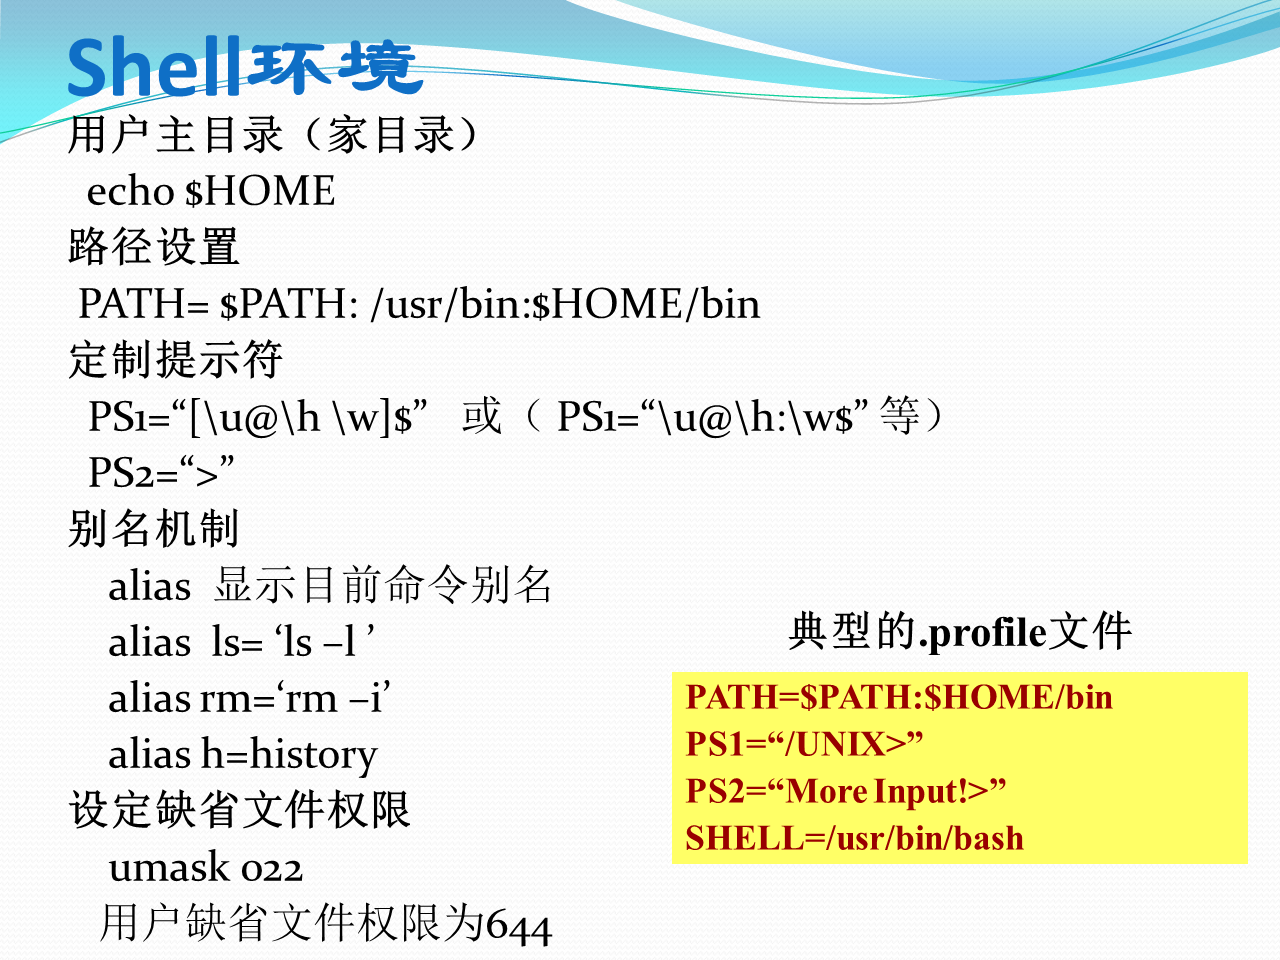 Shell环境
用户主目录（家目录）
echo $HOME
路径设置
PATH= $PATH: /usr/bin:$HOME/bin
定制提示符
PS1=“[\u@\h \w]$” 或（ PS1=“\u@\h:\w$” 等）
PS2=“>”
别名机制
alias 显示目前命令别名
alias ls= ‘ls –l ’
alias rm=‘rm –i’
alias h=history
设定缺省文件权限
umask 022
用户缺省文件权限为644
典型的.profile文件
PATH=$PATH:$HOME/bin
PS1=“/UNIX>”
PS2=“More Input!>”
SHELL=/usr/bin/bash